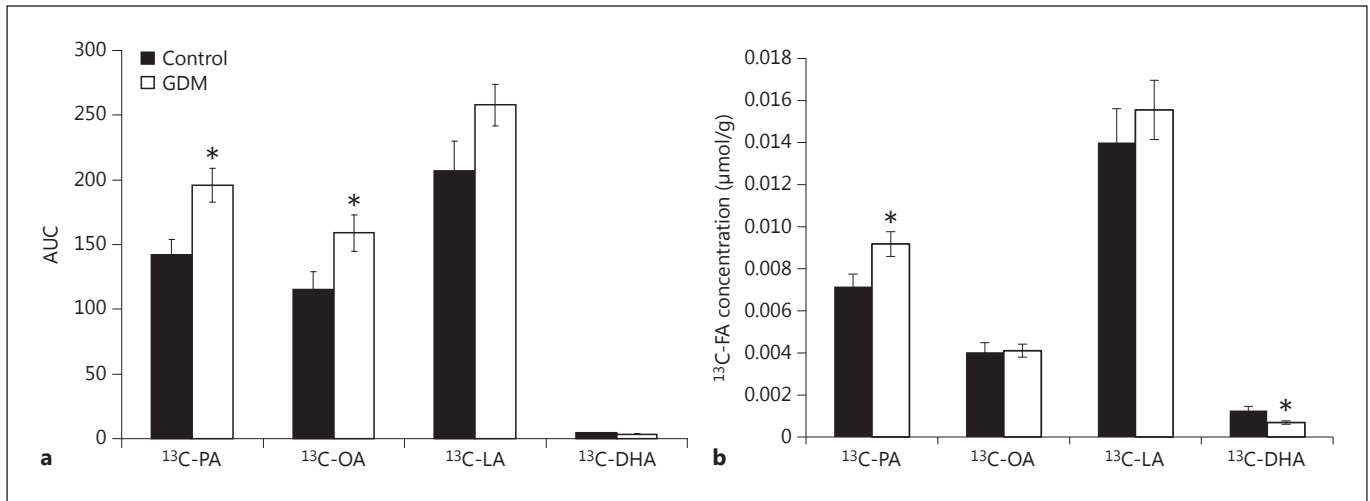 300
250
200
150
100
50
0
AUC
Control
GDM
*
*
¹³C-PA
¹³C-OA
¹³C-LA
¹³C-DHA
a
0.018
0.016
0.014
0.012
0.010
0.008
0.006
0.004
0.002
0
¹³C-FA concentration (μmol/g)
*
*
¹³C-PA
¹³C-OA
¹³C-LA
¹³C-DHA
b